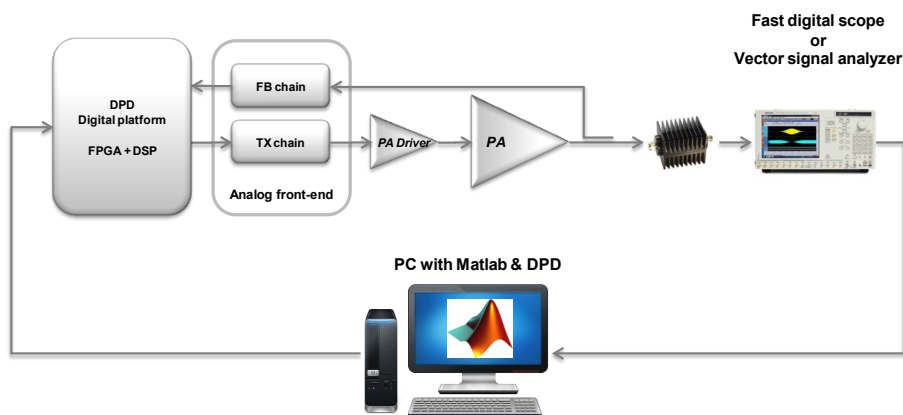 Fast digital scope
or
Vector signal analyzer
DPD
Digital platform
FPGA + DSP
FB chain
TX chain
Analog front-end
PA Driver
PA
PC with Matlab & DPD